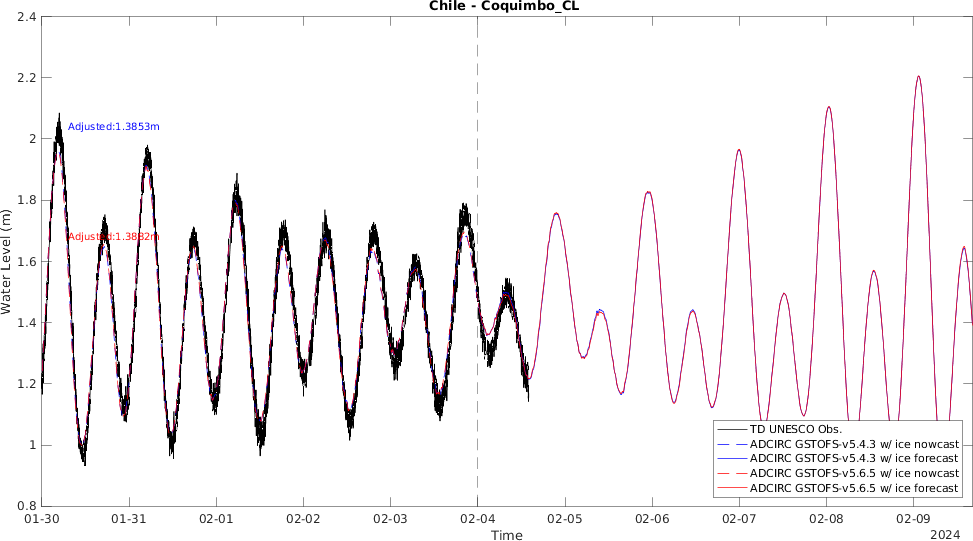 Chile - Coquimbo_CL
2.4
2.2
2
1.8
1.6
1.4
1.2
1
0.8
Water Level (m)
Adjusted:1.3853m
Adjusted:1.3882m
TD UNESCO Obs.
ADCIRC GSTOFS-v5.4.3 w/ ice nowcast
ADCIRC GSTOFS-v5.4.3 w/ ice forecast
ADCIRC GSTOFS-v5.6.5 w/ ice nowcast
ADCIRC GSTOFS-v5.6.5 w/ ice forecast
01-30 01-31 02-01 02-02 02-03 02-04 02-05 02-06 02-07 02-08 02-09
Time
2024